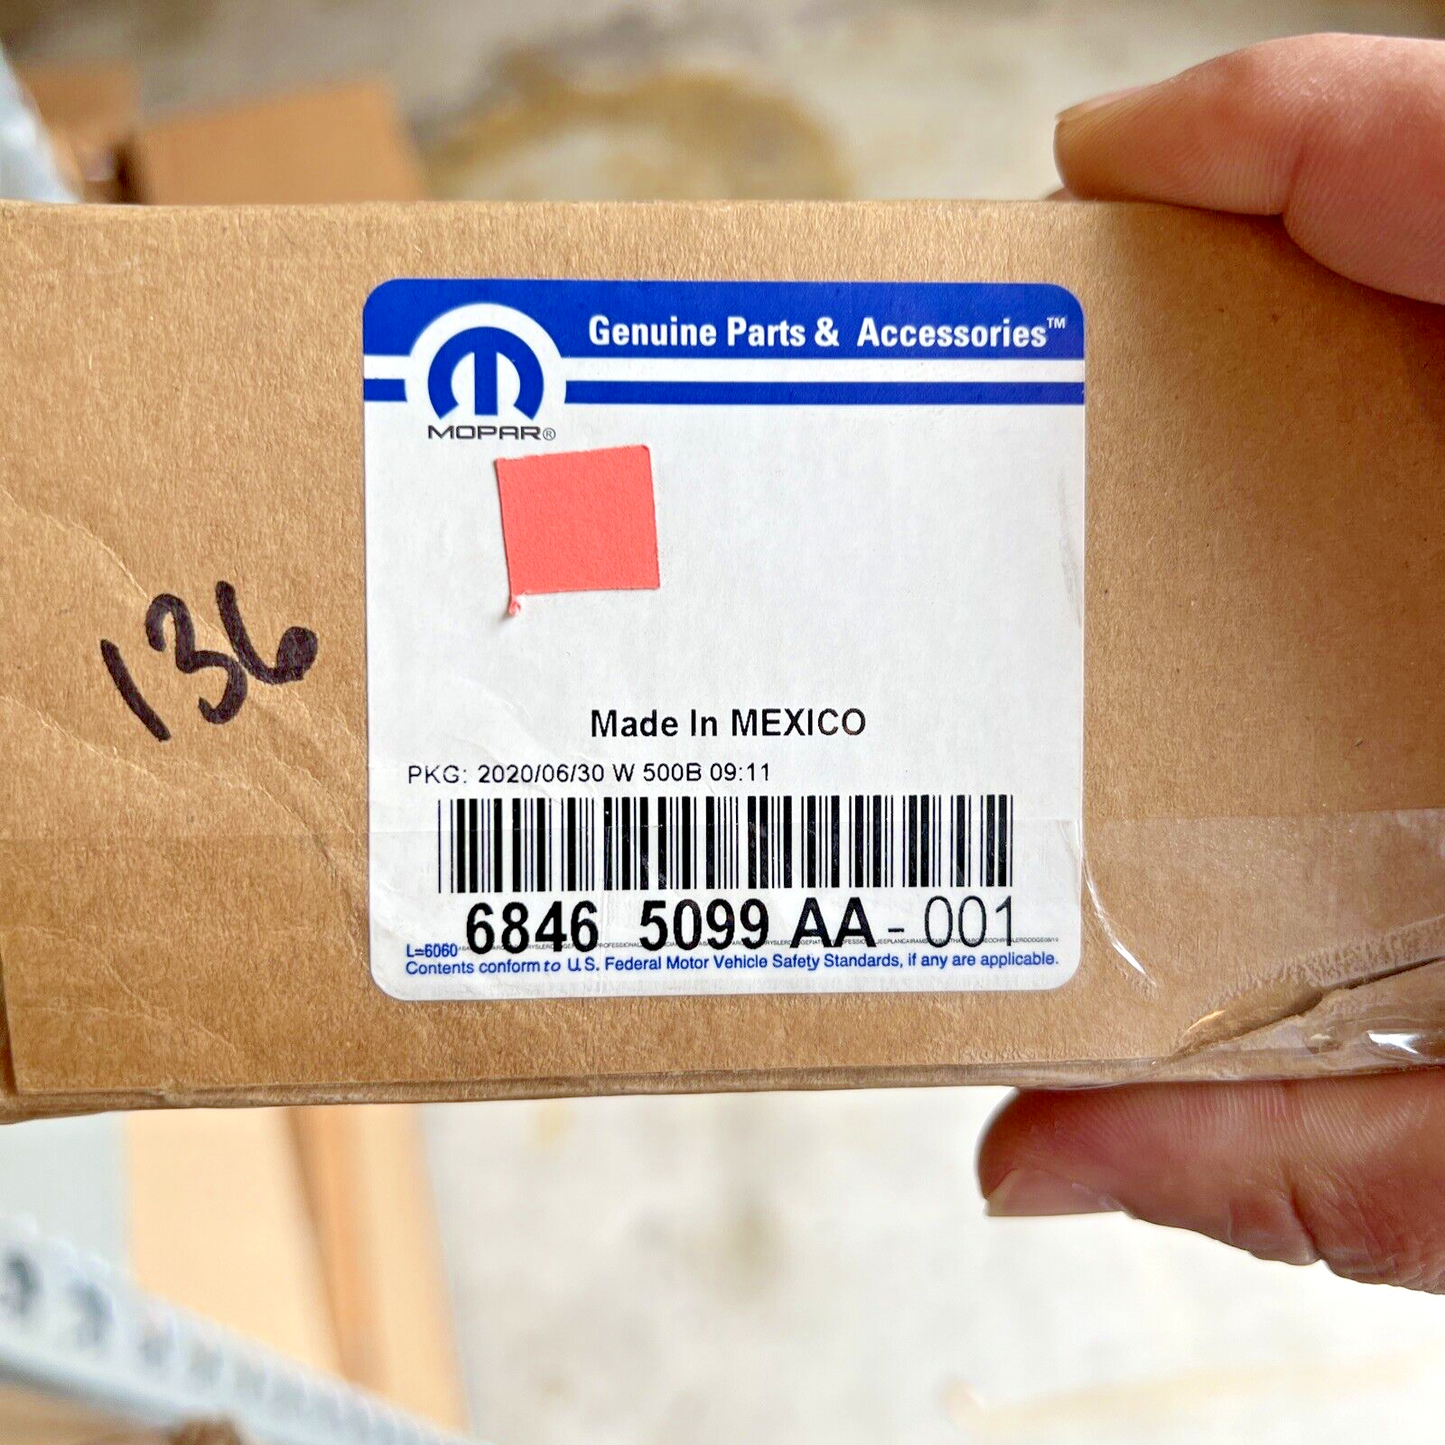 Genuine Parts & Accessories™
MOPAR®
136
Made In MEXICO
PKG: 2020/06/30 W 500B 09:11
6846 5099 AA - 001
L=6060
Contents conform to U.S. Federal Motor Vehicle Safety Standards, if any are applicable.